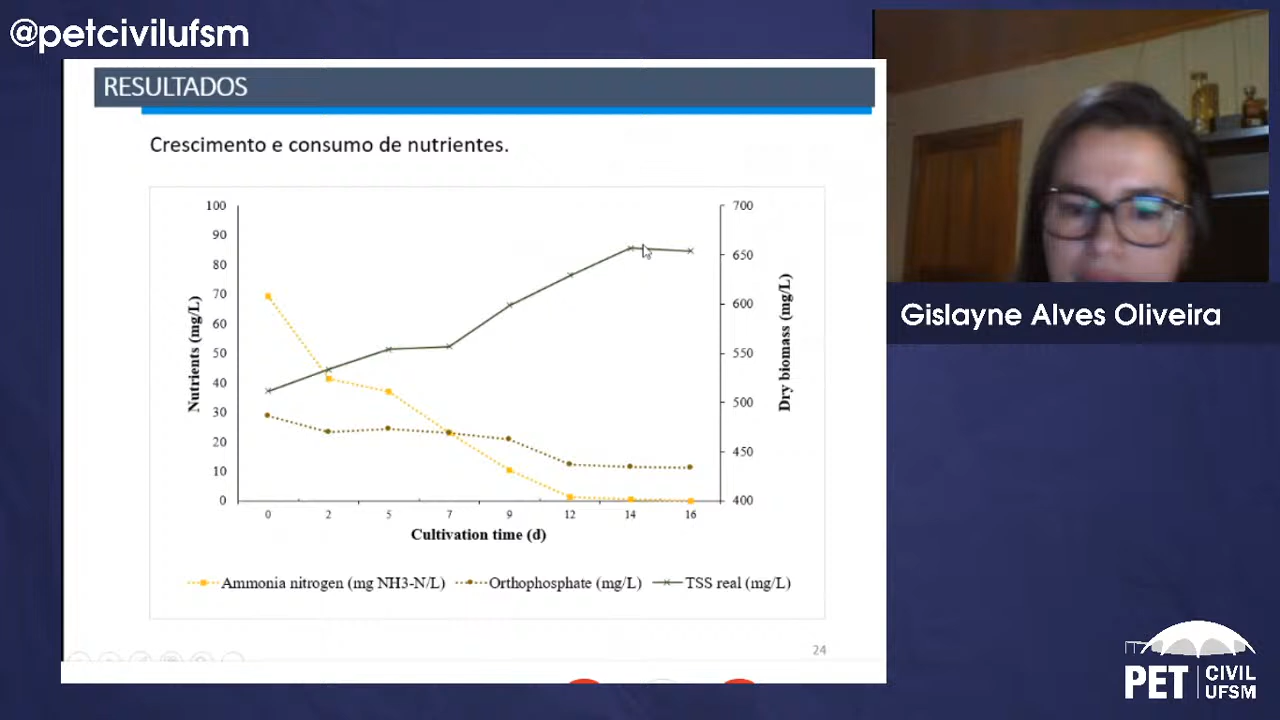 @petcivilufsm
RESULTADOS
Crescimento e consumo de nutrientes.
100
90
80
70
60
50
40
30
20
10
0
Nutrients (mg/L)
700
650
600
550
500
450
400
Dry biomass (mg/L)
0 2 5 7 9 12 14 16
Cultivation time (d)
Ammonia nitrogen (mg NH3-N/L) Orthophosphate (mg/L) TSS real (mg/L)
24
Gislayne Alves Oliveira
PET CIVIL
UFSM